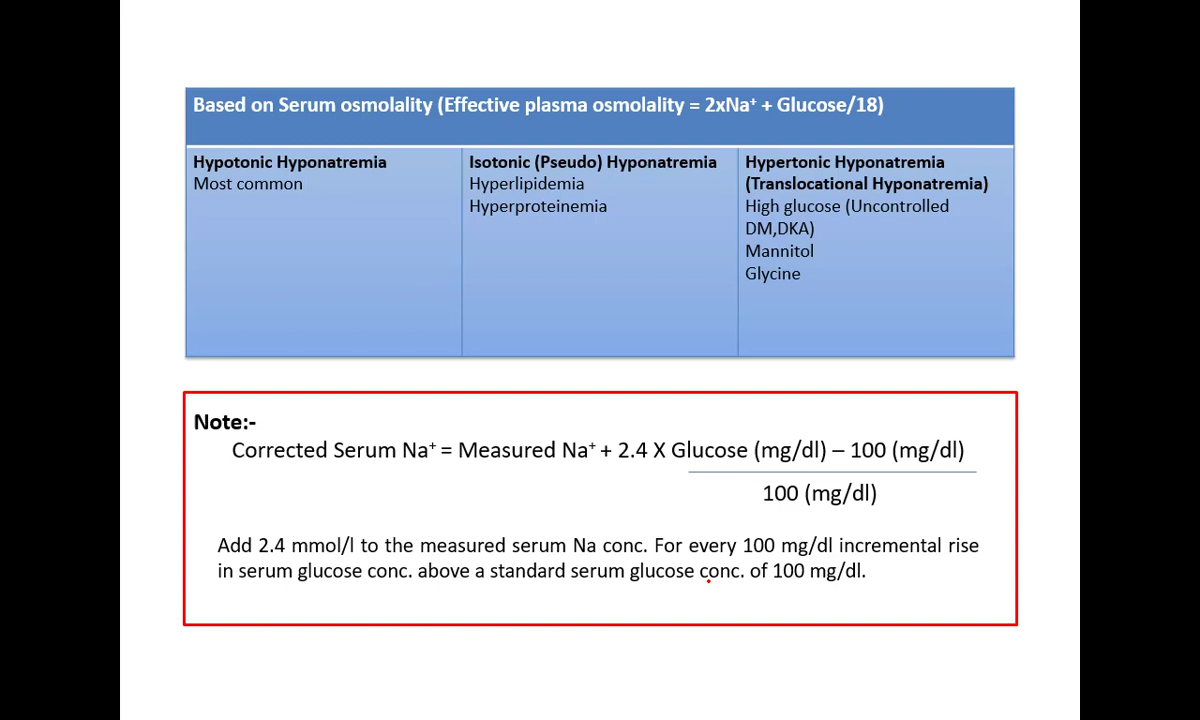 Based on Serum osmolality (Effective plasma osmolality = 2xNa⁺ + Glucose/18)
Hypotonic Hyponatremia
Most common
Isotonic (Pseudo) Hyponatremia
Hyperlipidemia
Hyperproteinemia
Hypertonic Hyponatremia
(Translocational Hyponatremia)
High glucose (Uncontrolled
DM,DKA)
Mannitol
Glycine
Note:-
Corrected Serum Na⁺ = Measured Na⁺ + 2.4 X Glucose (mg/dl) – 100 (mg/dl)
100 (mg/dl)
Add 2.4 mmol/l to the measured serum Na conc. For every 100 mg/dl incremental rise
in serum glucose conc. above a standard serum glucose conc. of 100 mg/dl.